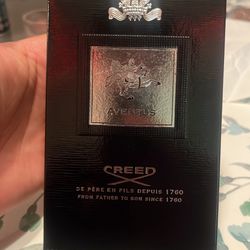 AVENTUS
CREED
DE PÈRE EN FILS DEPUIS 1760
FROM FATHER TO SON SINCE 1760